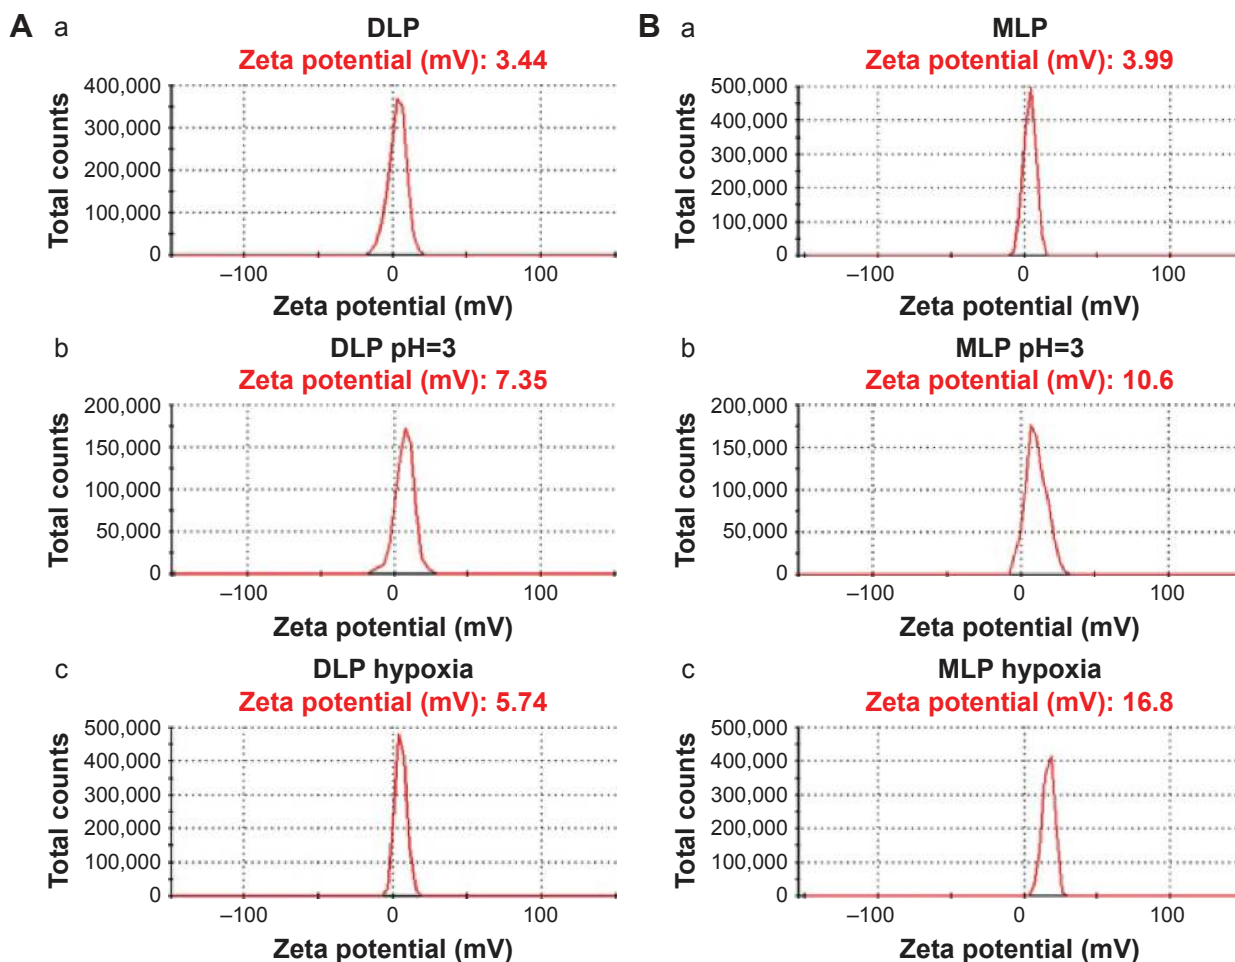 A a
DLP
Zeta potential (mV): 3.44
Total counts
400,000
300,000
200,000
100,000
0
–100 0 100
Zeta potential (mV)
b
DLP pH=3
Zeta potential (mV): 7.35
Total counts
200,000
150,000
100,000
50,000
0
–100 0 100
Zeta potential (mV)
c
DLP hypoxia
Zeta potential (mV): 5.74
Total counts
500,000
400,000
300,000
200,000
100,000
0
–100 0 100
Zeta potential (mV)
B a
MLP
Zeta potential (mV): 3.99
Total counts
500,000
400,000
300,000
200,000
100,000
0
–100 0 100
Zeta potential (mV)
b
MLP pH=3
Zeta potential (mV): 10.6
Total counts
200,000
150,000
100,000
50,000
0
–100 0 100
Zeta potential (mV)
c
MLP hypoxia
Zeta potential (mV): 16.8
Total counts
500,000
400,000
300,000
200,000
100,000
0
–100 0 100
Zeta potential (mV)